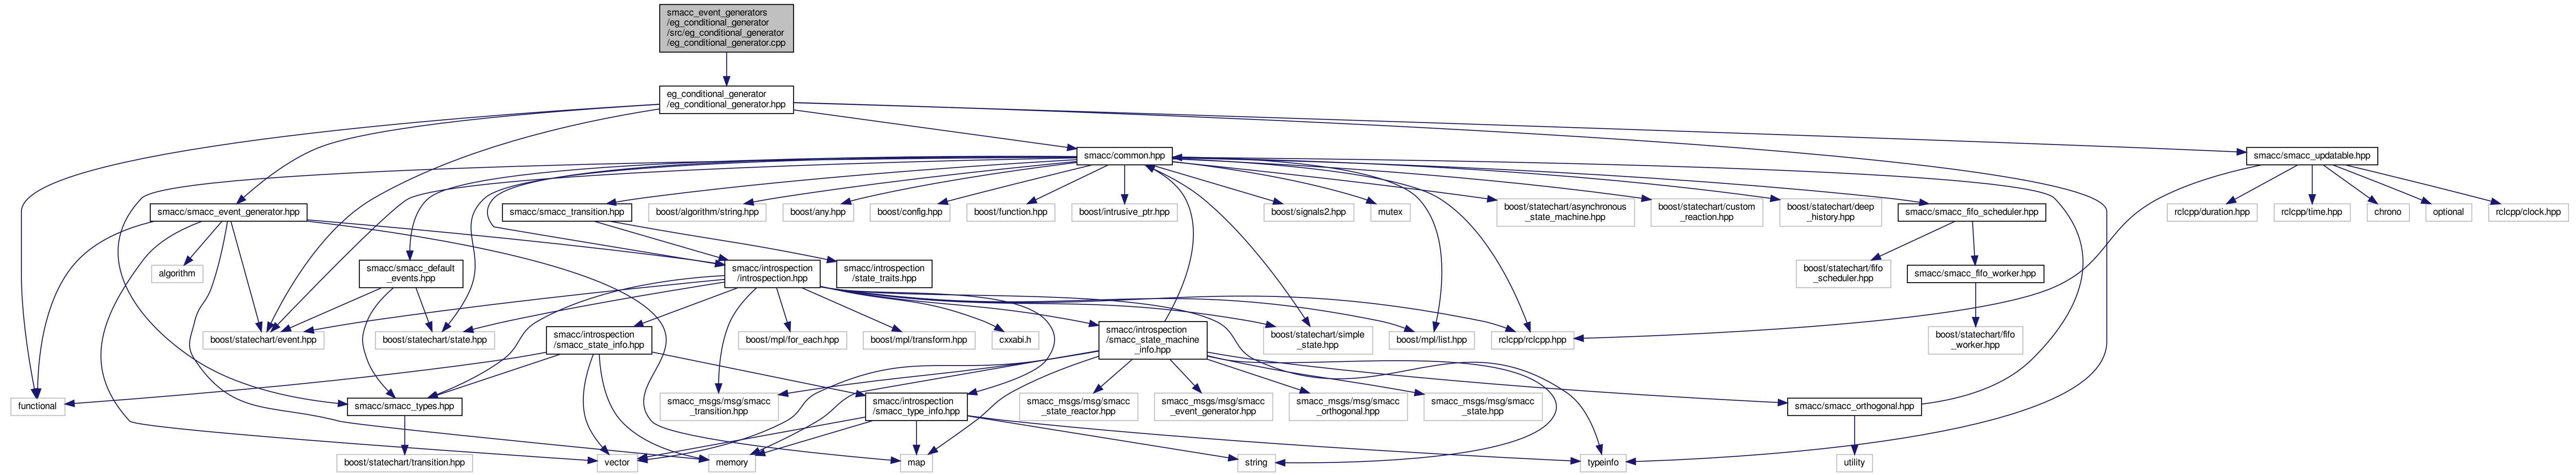 smacc_event_generators
/eg_conditional_generator
/src/eg_conditional_generator
/eg_conditional_generator.cpp
eg_conditional_generator
/eg_conditional_generator.hpp
smacc/common.hpp
smacc/smacc_updatable.hpp
smacc/smacc_event_generator.hpp
smacc/smacc_transition.hpp
boost/algorithm/string.hpp
boost/any.hpp
boost/config.hpp
boost/function.hpp
boost/intrusive_ptr.hpp
boost/signals2.hpp
mutex
boost/statechart/asynchronous
_state_machine.hpp
boost/statechart/custom
_reaction.hpp
boost/statechart/deep
_history.hpp
smacc/smacc_fifo_scheduler.hpp
rclcpp/duration.hpp
rclcpp/time.hpp
chrono
optional
rclcpp/clock.hpp
algorithm
smacc/smacc_default
_events.hpp
smacc/introspection
/introspection.hpp
smacc/introspection
/state_traits.hpp
boost/statechart/fifo
_scheduler.hpp
smacc/smacc_fifo_worker.hpp
boost/statechart/event.hpp
boost/statechart/state.hpp
smacc/introspection
/smacc_state_info.hpp
boost/mpl/for_each.hpp
boost/mpl/transform.hpp
cxxabi.h
smacc/introspection
/smacc_state_machine
_info.hpp
boost/statechart/simple
_state.hpp
boost/mpl/list.hpp
rclcpp/rclcpp.hpp
boost/statechart/fifo
_worker.hpp
functional
smacc/smacc_types.hpp
smacc_msgs/msg/smacc
_transition.hpp
smacc/introspection
/smacc_type_info.hpp
smacc_msgs/msg/smacc
_state_reactor.hpp
smacc_msgs/msg/smacc
_event_generator.hpp
smacc_msgs/msg/smacc
_orthogonal.hpp
smacc_msgs/msg/smacc
_state.hpp
smacc/smacc_orthogonal.hpp
boost/statechart/transition.hpp
vector
memory
map
string
typeinfo
utility